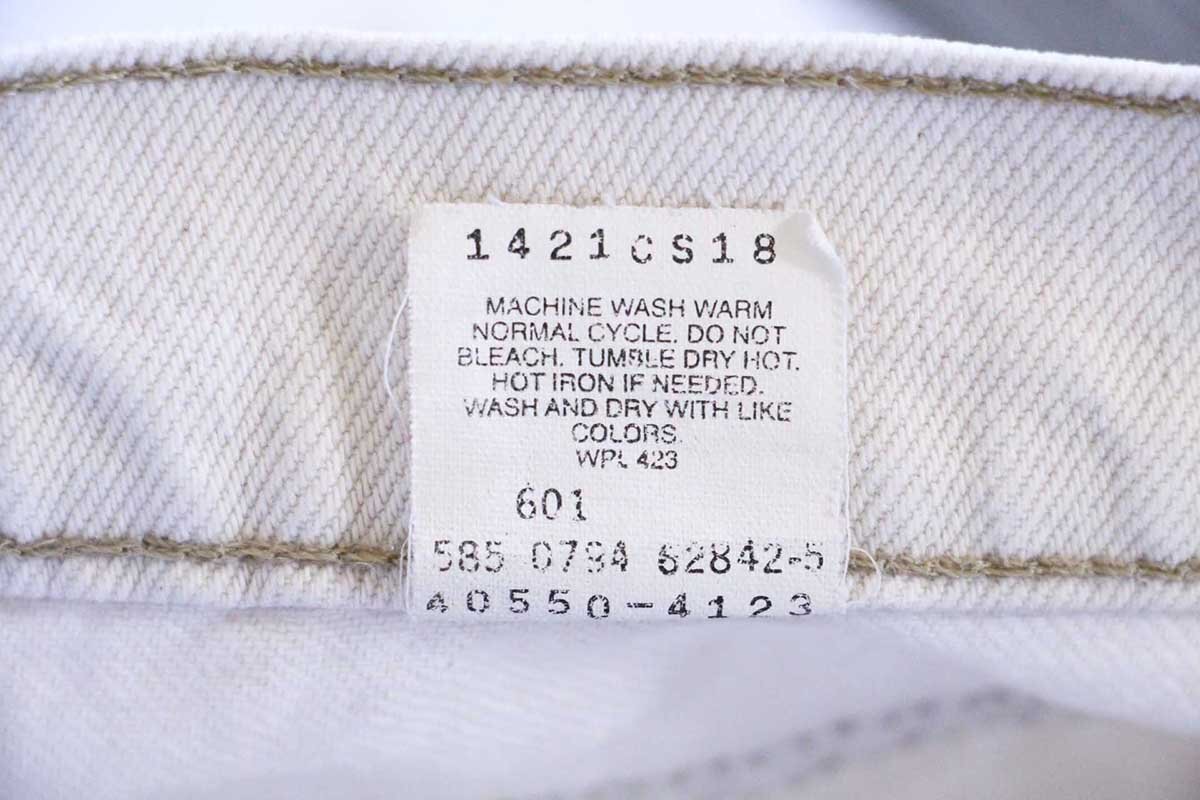 1421CS18
MACHINE WASH WARM
NORMAL CYCLE. DO NOT
BLEACH. TUMBLE DRY HOT.
HOT IRON IF NEEDED.
WASH AND DRY WITH LIKE
COLORS.
WPL 423
601
585 0794 62842-5
40550-4123